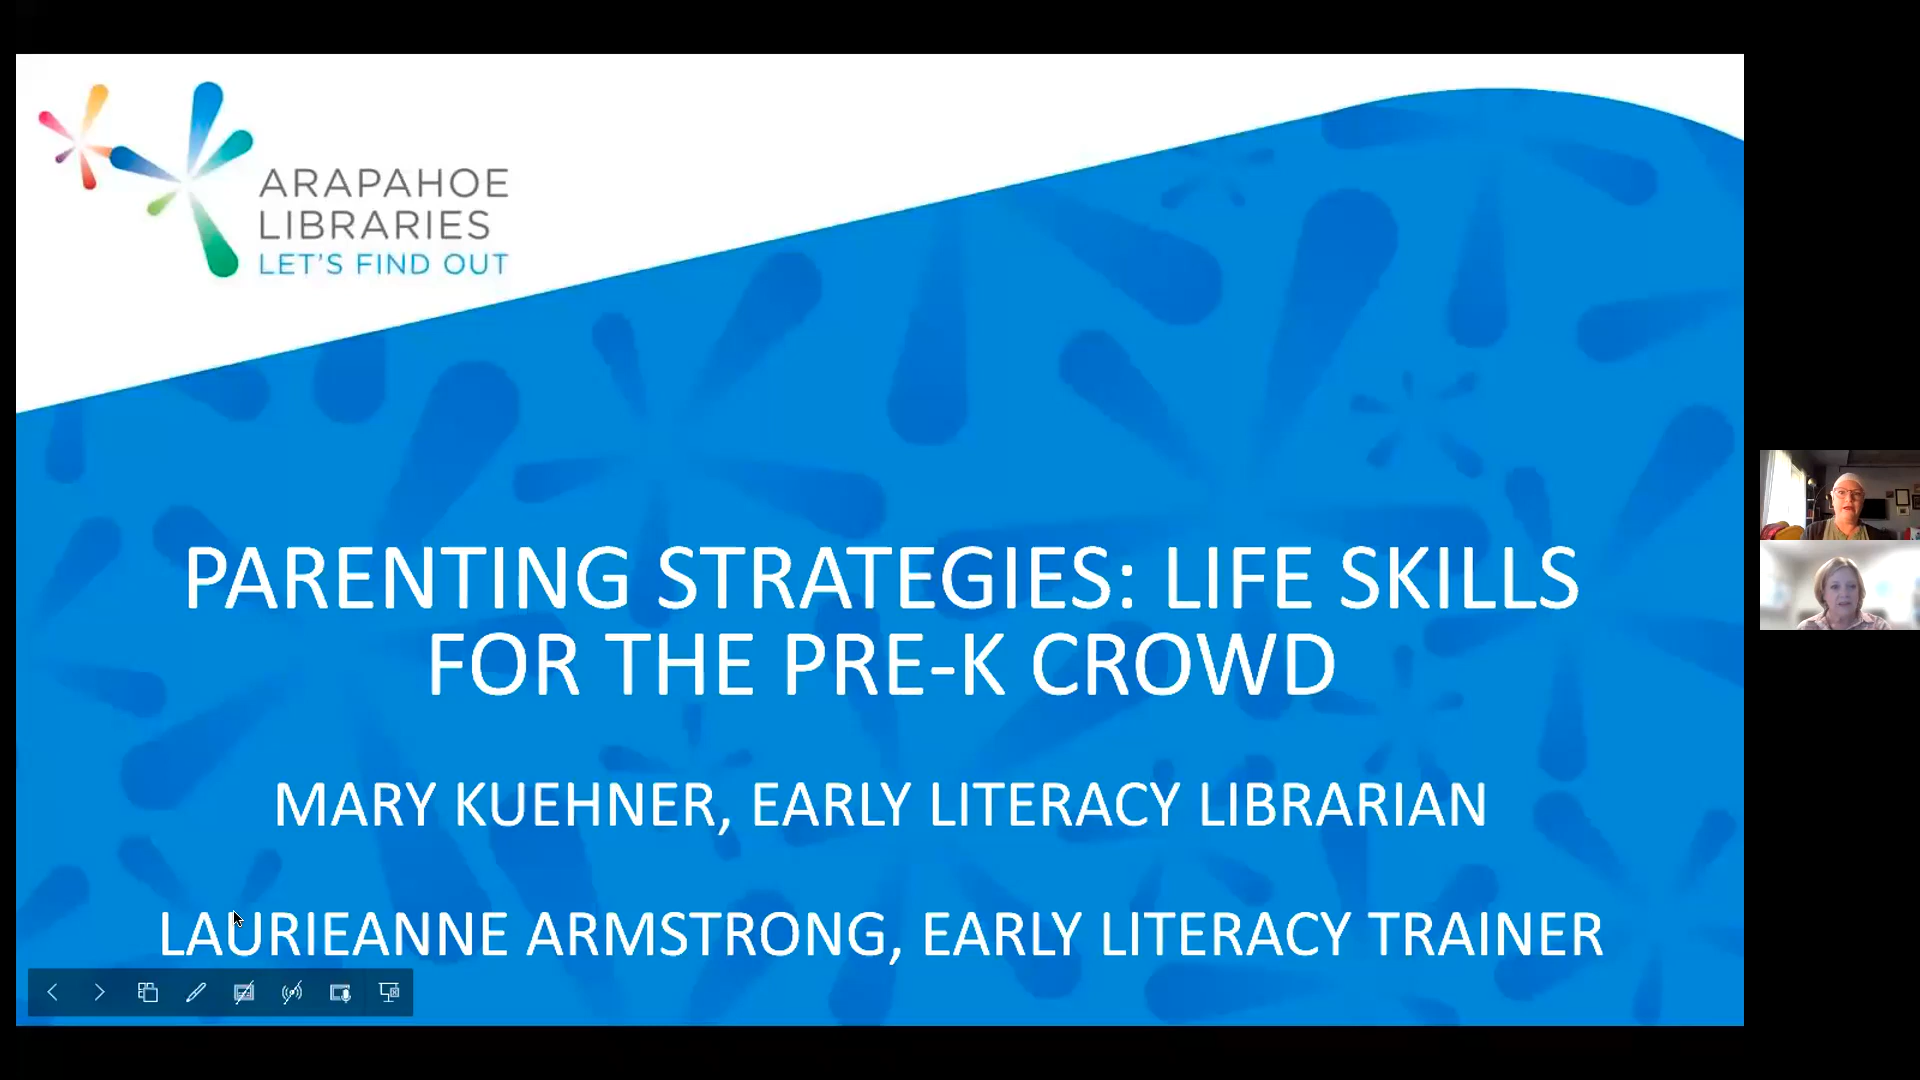 ARAPAHOE
LIBRARIES
LET'S FIND OUT
PARENTING STRATEGIES: LIFE SKILLS
FOR THE PRE-K CROWD
MARY KUEHNER, EARLY LITERACY LIBRARIAN
LAURIEANNE ARMSTRONG, EARLY LITERACY TRAINER